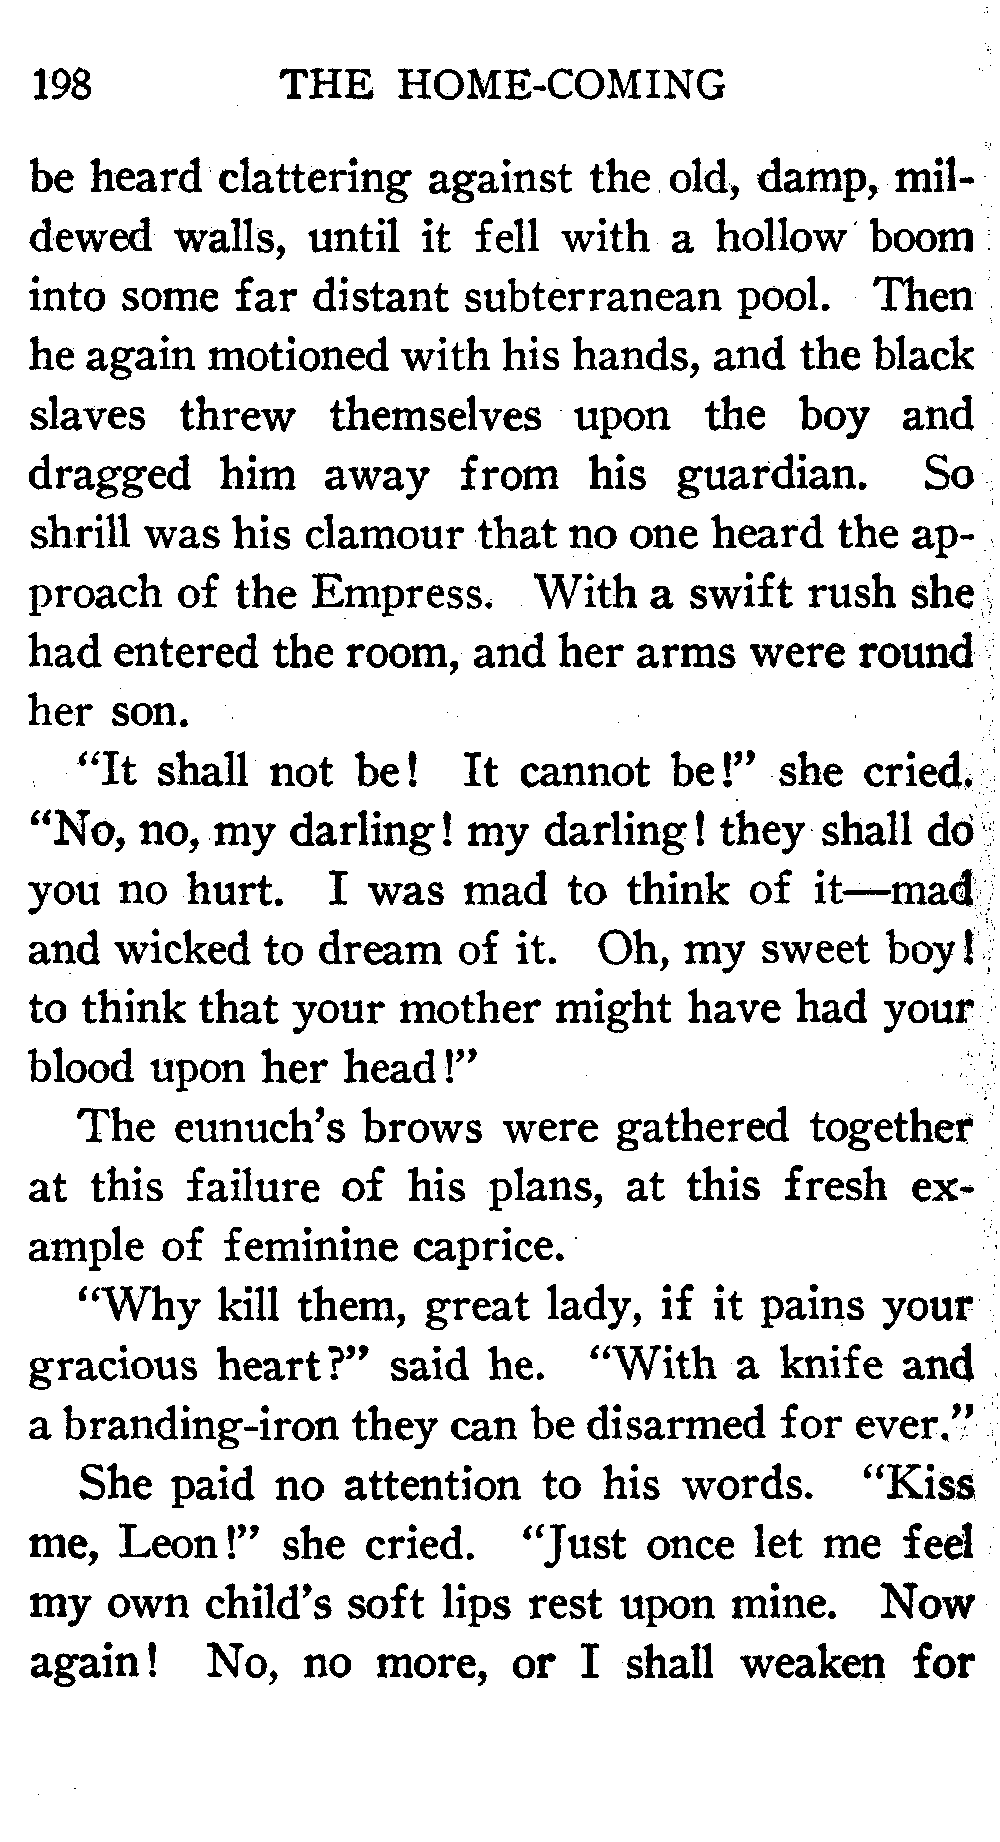 198 THE HOME-COMING
be heard clattering against the old, damp, mil-
dewed walls, until it fell with a hollow boom
into some far distant subterranean pool. Then
he again motioned with his hands, and the black
slaves threw themselves upon the boy and
dragged him away from his guardian. So
shrill was his clamour that no one heard the ap-
proach of the Empress. With a swift rush she
had entered the room, and her arms were round
her son.
"It shall not be! It cannot be!" she cried.
"No, no, my darling! my darling! they shall do
you no hurt. I was mad to think of it—mad
and wicked to dream of it. Oh, my sweet boy!
to think that your mother might have had your
blood upon her head!"
The eunuch's brows were gathered together
at this failure of his plans, at this fresh ex-
ample of feminine caprice.
"Why kill them, great lady, if it pains your
gracious heart?" said he. "With a knife and
a branding-iron they can be disarmed for ever."
She paid no attention to his words. "Kiss
me, Leon!" she cried. "Just once let me feel
my own child's soft lips rest upon mine. Now
again! No, no more, or I shall weaken for